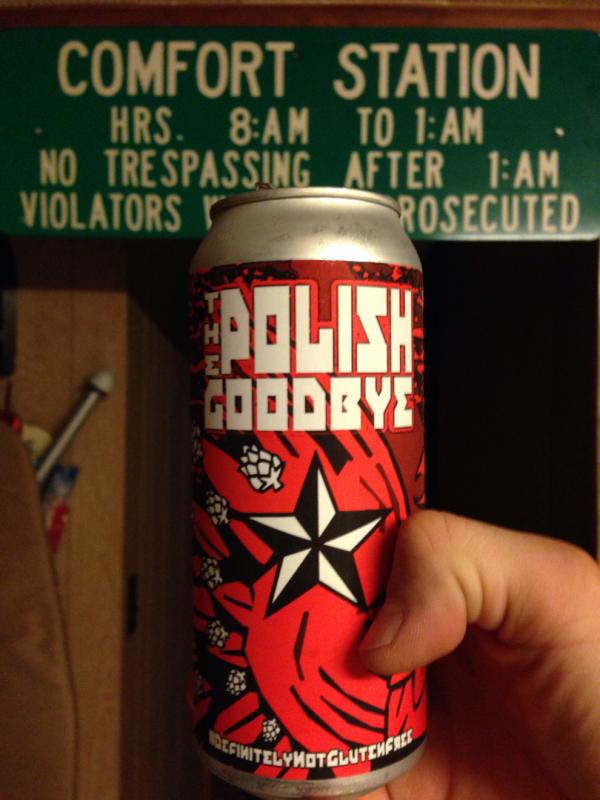 COMFORT STATION
HRS. 8:AM TO 1:AM
NO TRESPASSING AFTER 1:AM
VIOLATORS ROSECUTED
THE POLISH
GOODBYE
#DEFINITELYNOTGLUTENFREE